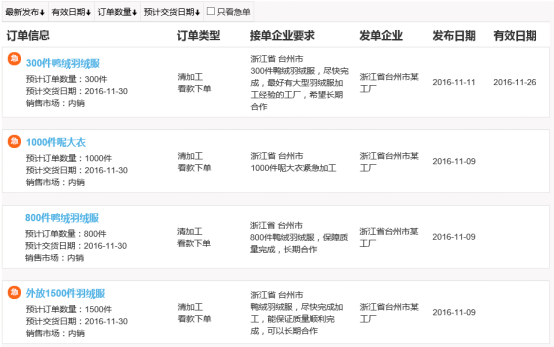 最新发布↓ 有效日期↓ 订单数量↓ 预计交货日期↓ 只看急单
订单信息 订单类型 接单企业要求 发单企业 发布日期 有效日期
急 300件鸭绒羽绒服
预计订单数量：300件
预计交货日期：2016-11-30
销售市场：内销
清加工
看款下单
浙江省 台州市
300件鸭绒羽绒服，尽快完
成，最好有大型羽绒服加
工经验的工厂，希望长期
合作
浙江省台州市某
工厂
2016-11-11
2016-11-26
急 1000件呢大衣
预计订单数量：1000件
预计交货日期：2016-11-30
销售市场：内销
清加工
看款下单
浙江省 台州市
1000件呢大衣紧急加工
浙江省台州市某
工厂
2016-11-09
800件鸭绒羽绒服
预计订单数量：800件
预计交货日期：2016-11-30
销售市场：内销
清加工
看款下单
浙江省 台州市
800件鸭绒羽绒服，保障质
量完成，长期合作
浙江省台州市某
工厂
2016-11-09
急 外放1500件羽绒服
预计订单数量：1500件
预计交货日期：2016-11-30
销售市场：内销
清加工
看款下单
浙江省 台州市
鸭绒羽绒服，尽快完成加
工，能保证质量顺利完
成，可以长期合作
浙江省台州市某
工厂
2016-11-09